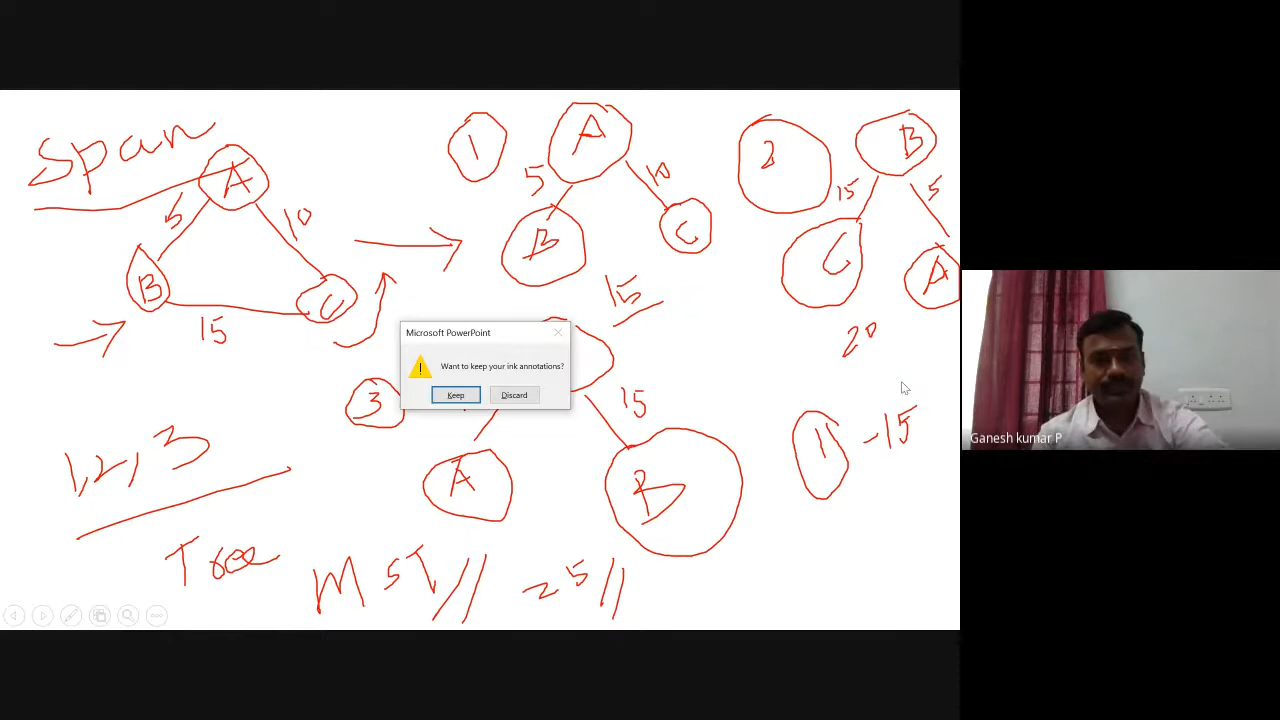 Span
A
5
10
B
C
15
1
A
5
10
B
C
15
2
B
15
5
C
A
20
Microsoft PowerPoint
Want to keep your ink annotations?
Keep
Discard
3
15
A
B
1 -15
1,2,3
Tree
MST//
25//
Ganesh kumar P